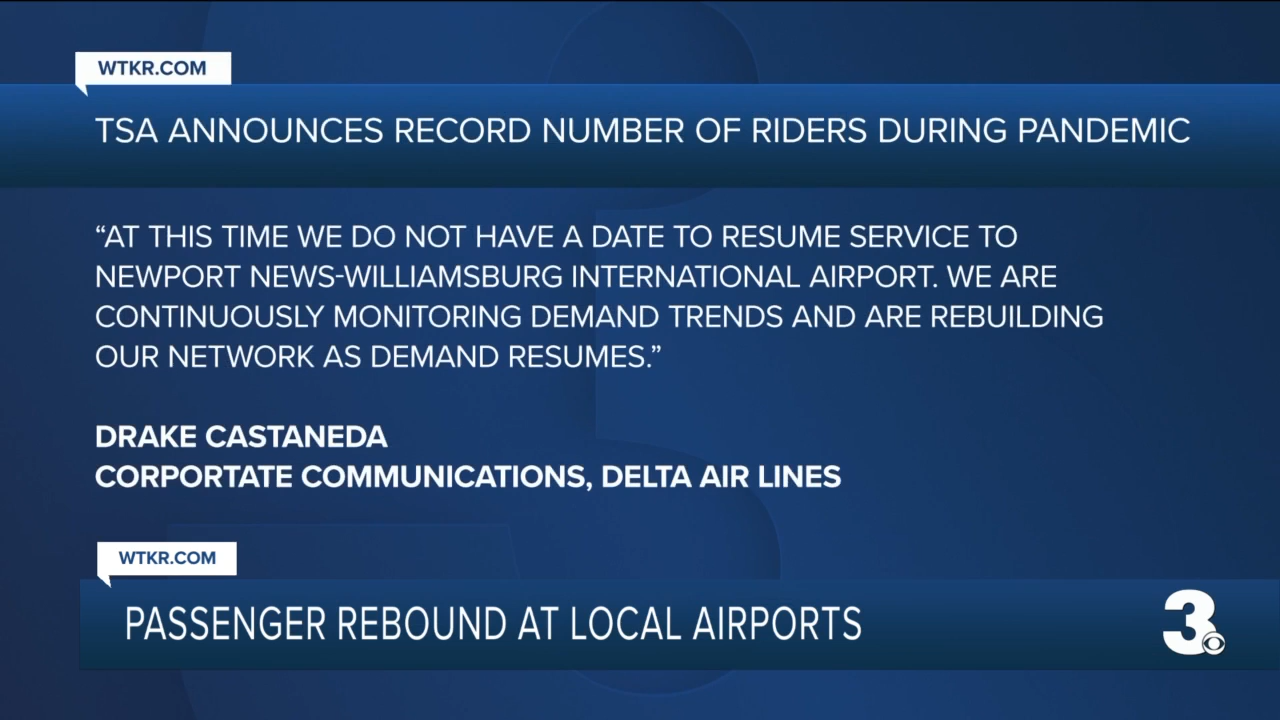 WTKR.COM
TSA ANNOUNCES RECORD NUMBER OF RIDERS DURING PANDEMIC
“AT THIS TIME WE DO NOT HAVE A DATE TO RESUME SERVICE TO
NEWPORT NEWS-WILLIAMSBURG INTERNATIONAL AIRPORT. WE ARE
CONTINUOUSLY MONITORING DEMAND TRENDS AND ARE REBUILDING
OUR NETWORK AS DEMAND RESUMES.”
DRAKE CASTANEDA
CORPORTATE COMMUNICATIONS, DELTA AIR LINES
WTKR.COM
PASSENGER REBOUND AT LOCAL AIRPORTS
3